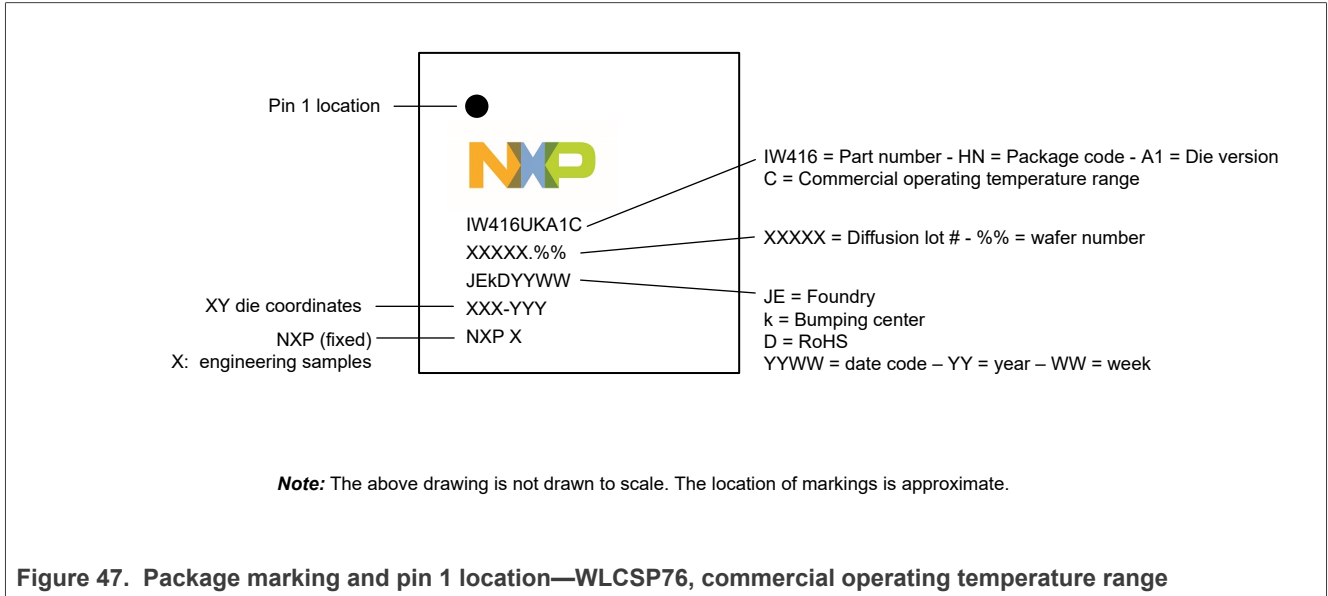 Pin 1 location
NXP
IW416 = Part number - HN = Package code - A1 = Die version
C = Commercial operating temperature range
IW416UKA1C
XXXXX.%%
XXXXX = Diffusion lot # - %% = wafer number
JEkDYYWW
JE = Foundry
k = Bumping center
D = RoHS
YYWW = date code – YY = year – WW = week
XY die coordinates
XXX-YYY
NXP (fixed)
X: engineering samples
NXP X
Note: The above drawing is not drawn to scale. The location of markings is approximate.
Figure 47. Package marking and pin 1 location—WLCSP76, commercial operating temperature range